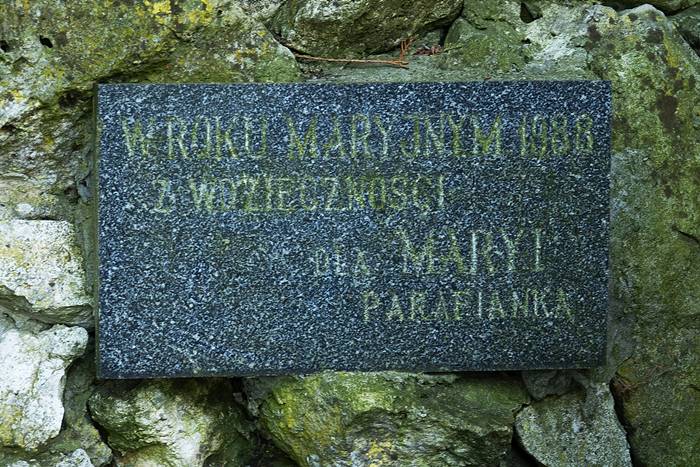 W ROKU MARYJNYM 1988
Z WDZIĘCZNOŚCI
DLA MARYI
PARAFIANKA